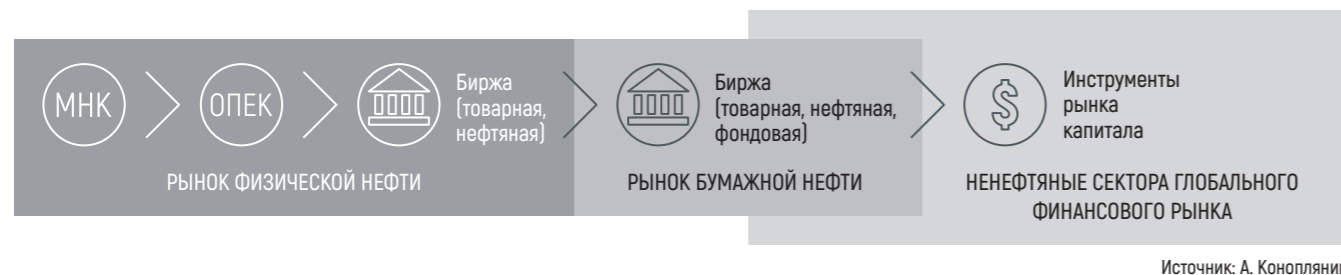 МНК
ОПЕК
Биржа
(товарная,
нефтяная)
РЫНОК ФИЗИЧЕСКОЙ НЕФТИ
Биржа
(товарная, нефтяная,
фондовая)
РЫНОК БУМАЖНОЙ НЕФТИ
$
Инструменты
рынка
капитала
НЕНЕФТЯНЫЕ СЕКТОРА ГЛОБАЛЬНОГО
ФИНАНСОВОГО РЫНКА
Источник: А. Конопляник